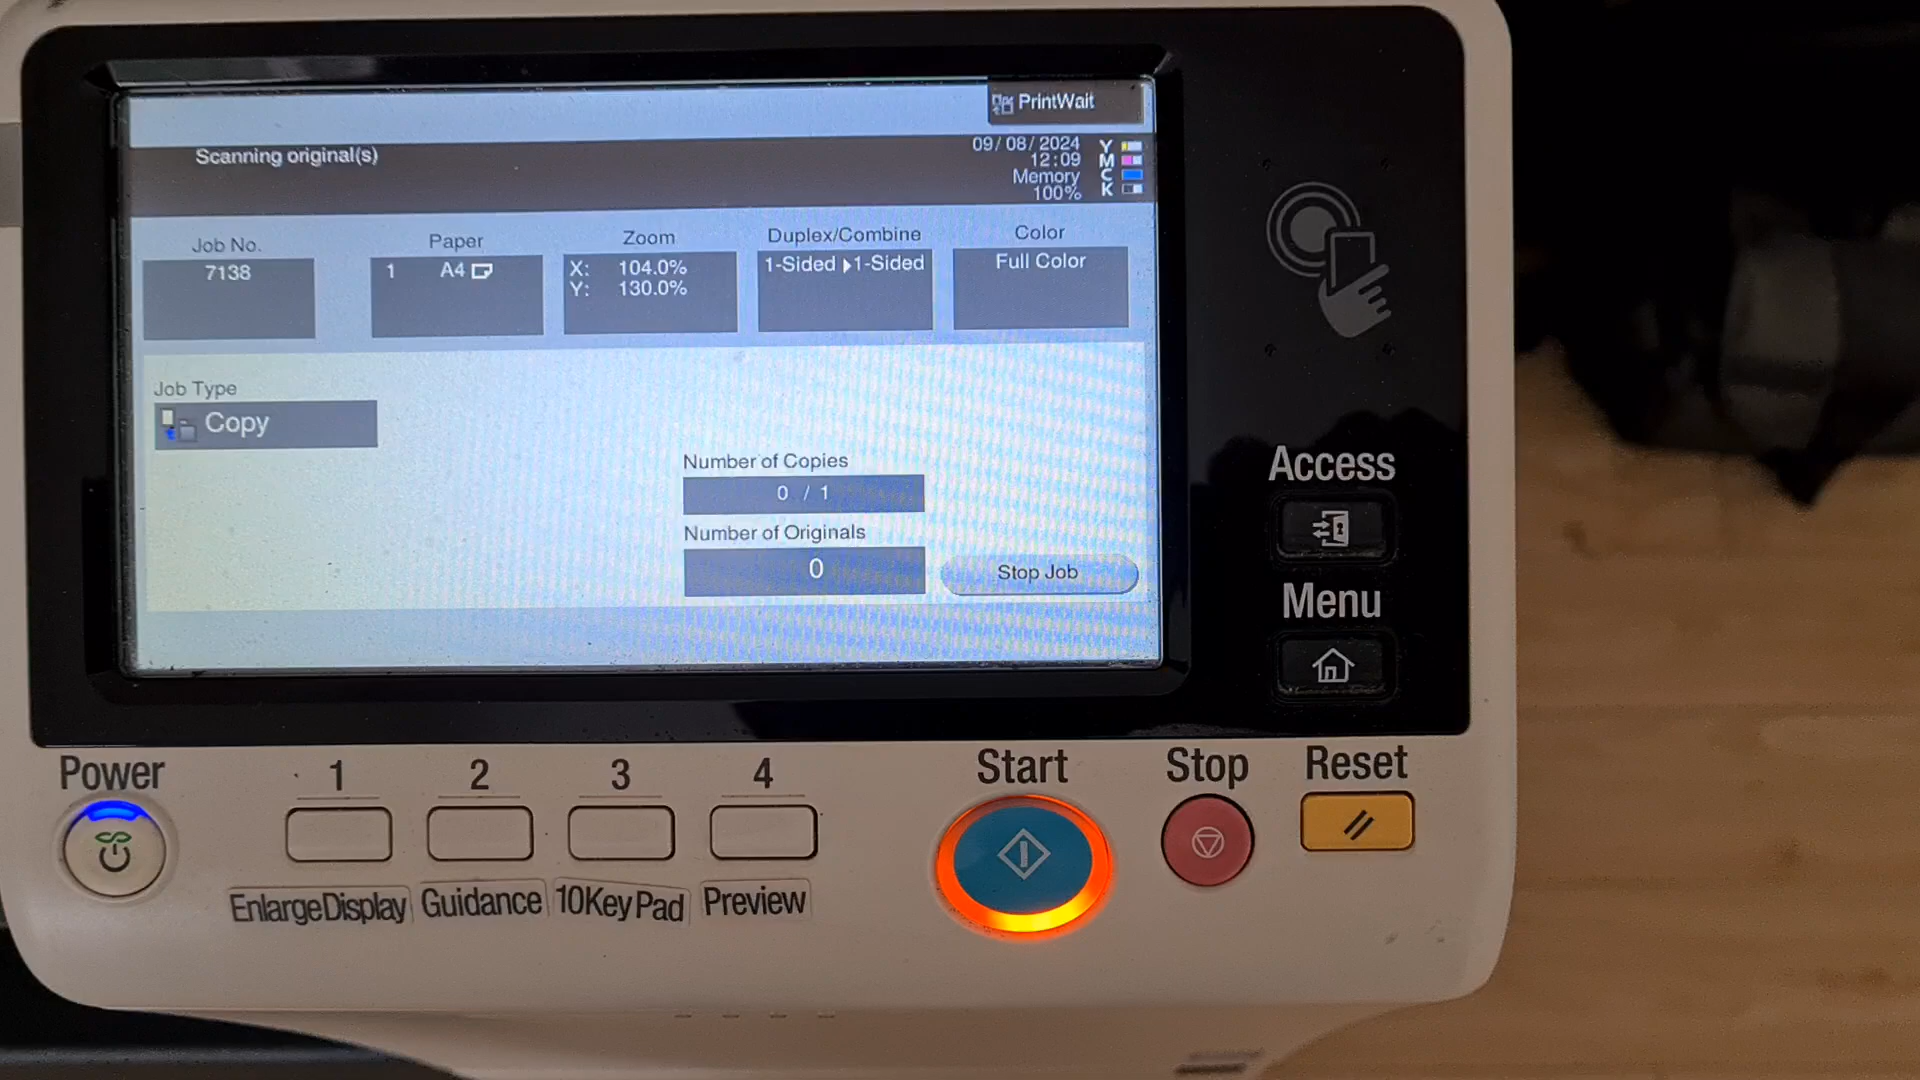 PrintWait
Scanning original(s)
09/08/2024
12:09
Memory
100%
Y
M
C
K
Job No.
7138
Paper
1 A4
Zoom
X: 104.0%
Y: 130.0%
Duplex/Combine
1-Sided 1-Sided
Color
Full Color
Job Type
Copy
Number of Copies
0 / 1
Number of Originals
0
Stop Job
Access
Menu
Power
1
2
3
4
Start
Stop
Reset
EnlargeDisplay
Guidance
10KeyPad
Preview